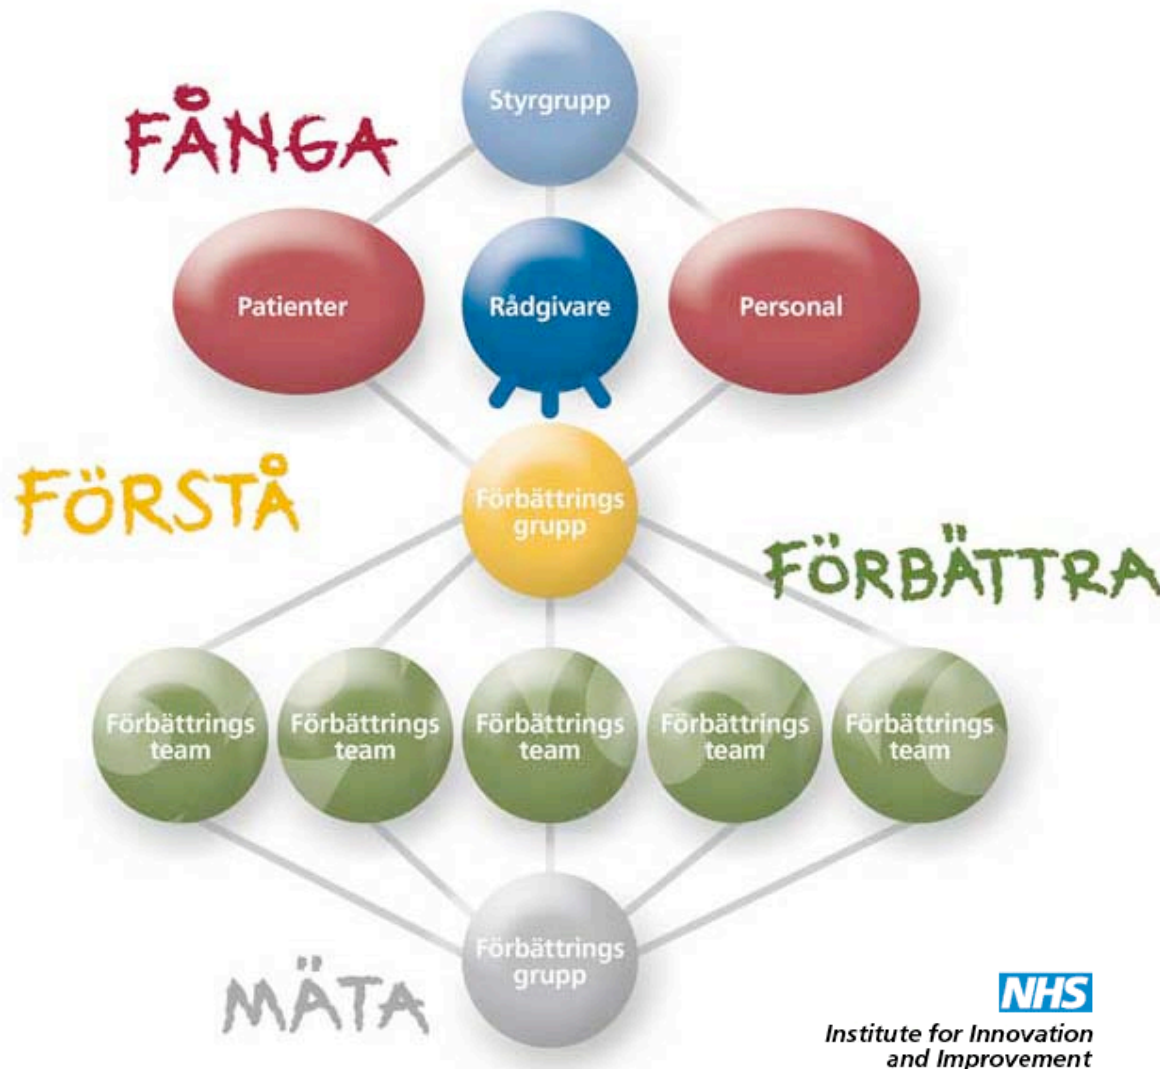 Styrgrupp
FÅNGA
Patienter
Rådgivare
Personal
FÖRSTÅ
Förbättrings
grupp
FÖRBÄTTRA
Förbättrings
team
Förbättrings
team
Förbättrings
team
Förbättrings
team
Förbättrings
team
Förbättrings
grupp
MÄTA
NHS
Institute for Innovation
and Improvement